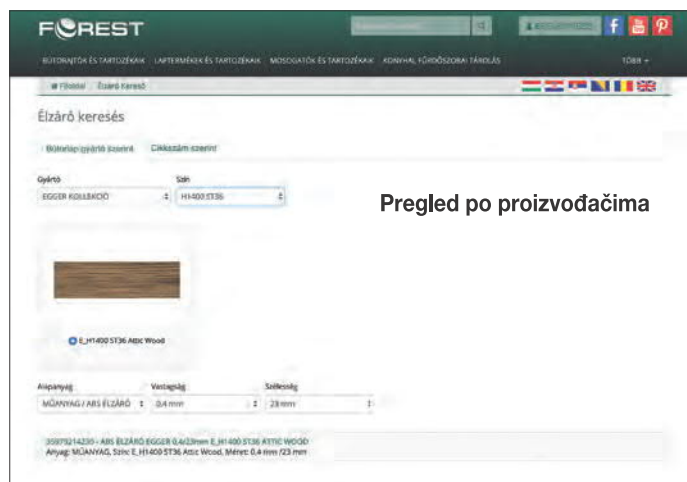 FOREST
BÚTORAJTÓK ÉS TARTOZÉKAIK LAPTERMÉKEK ÉS TARTOZÉKAIK MOSOGATÓK ÉS TARTOZÉKAIK KONYHAI, FÜRDŐSZOBAI TÁROLÁS TÖBB
Főoldal Élzáró kereső
Élzáró keresés
Bútorlap gyártó szerint Cikkszám szerint
Gyártó Szín
EGGER KOLLEKCIÓ H1400 ST36
Pregled po proizvođačima
E_H1400 ST36 Attic Wood
Alapanyag Vastagság Szélesség
MŰANYAG / ABS ÉLZÁRÓ 0,4 mm 23 mm
35975214230 - ABS ÉLZÁRÓ EGGER 0,4/23mm E_H1400 ST36 ATTIC WOOD
Anyag: MŰANYAG, Szín: E_H1400 ST36 Attic Wood, Méret: 0,4 mm /23 mm